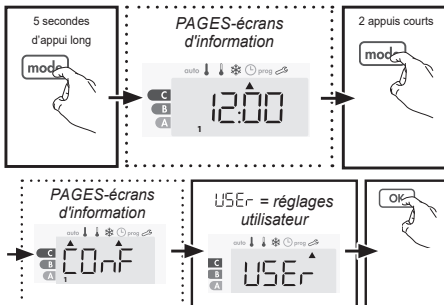 5 secondes
d'appui long
mode
PAGES-écrans
d'information
auto prog
C
B
A
12:00
1
2 appuis courts
mode
PAGES-écrans
d'information
auto prog
C
B
A
COnF
1
USEr = réglages
utilisateur
auto prog
C
B
A
USEr
OK